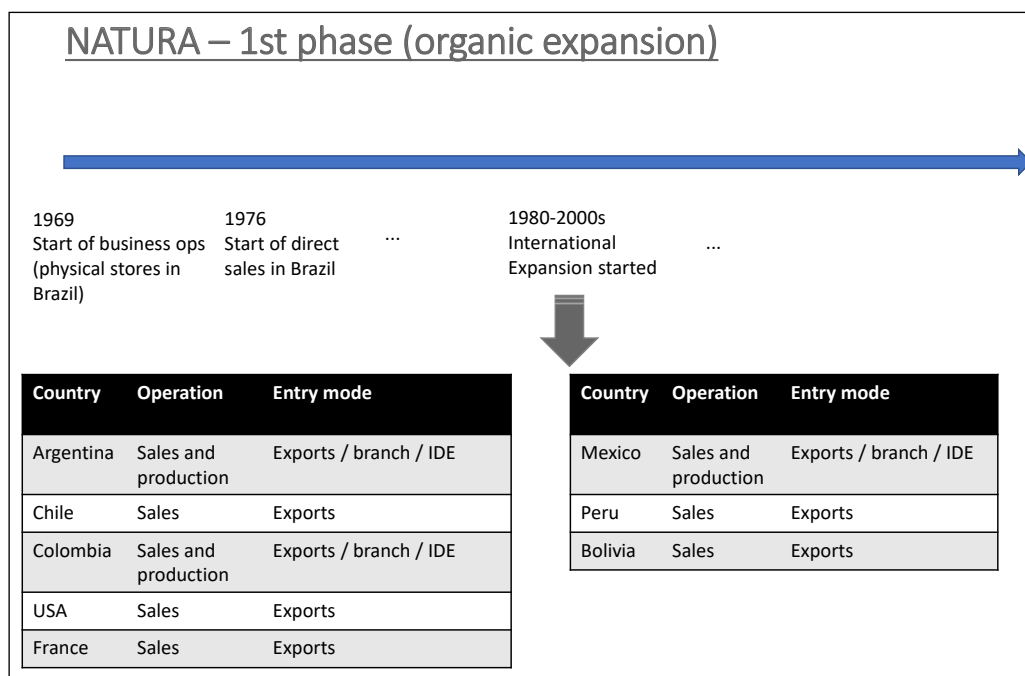 NATURA – 1st phase (organic expansion)
1969
Start of business ops
(physical stores in
Brazil)
1976
Start of direct
sales in Brazil
...
1980-2000s
International
Expansion started
...
Country Operation Entry mode
Argentina Sales and Exports / branch / IDE
production
Chile Sales Exports
Colombia Sales and Exports / branch / IDE
production
USA Sales Exports
France Sales Exports
Country Operation Entry mode
Mexico Sales and Exports / branch / IDE
production
Peru Sales Exports
Bolivia Sales Exports